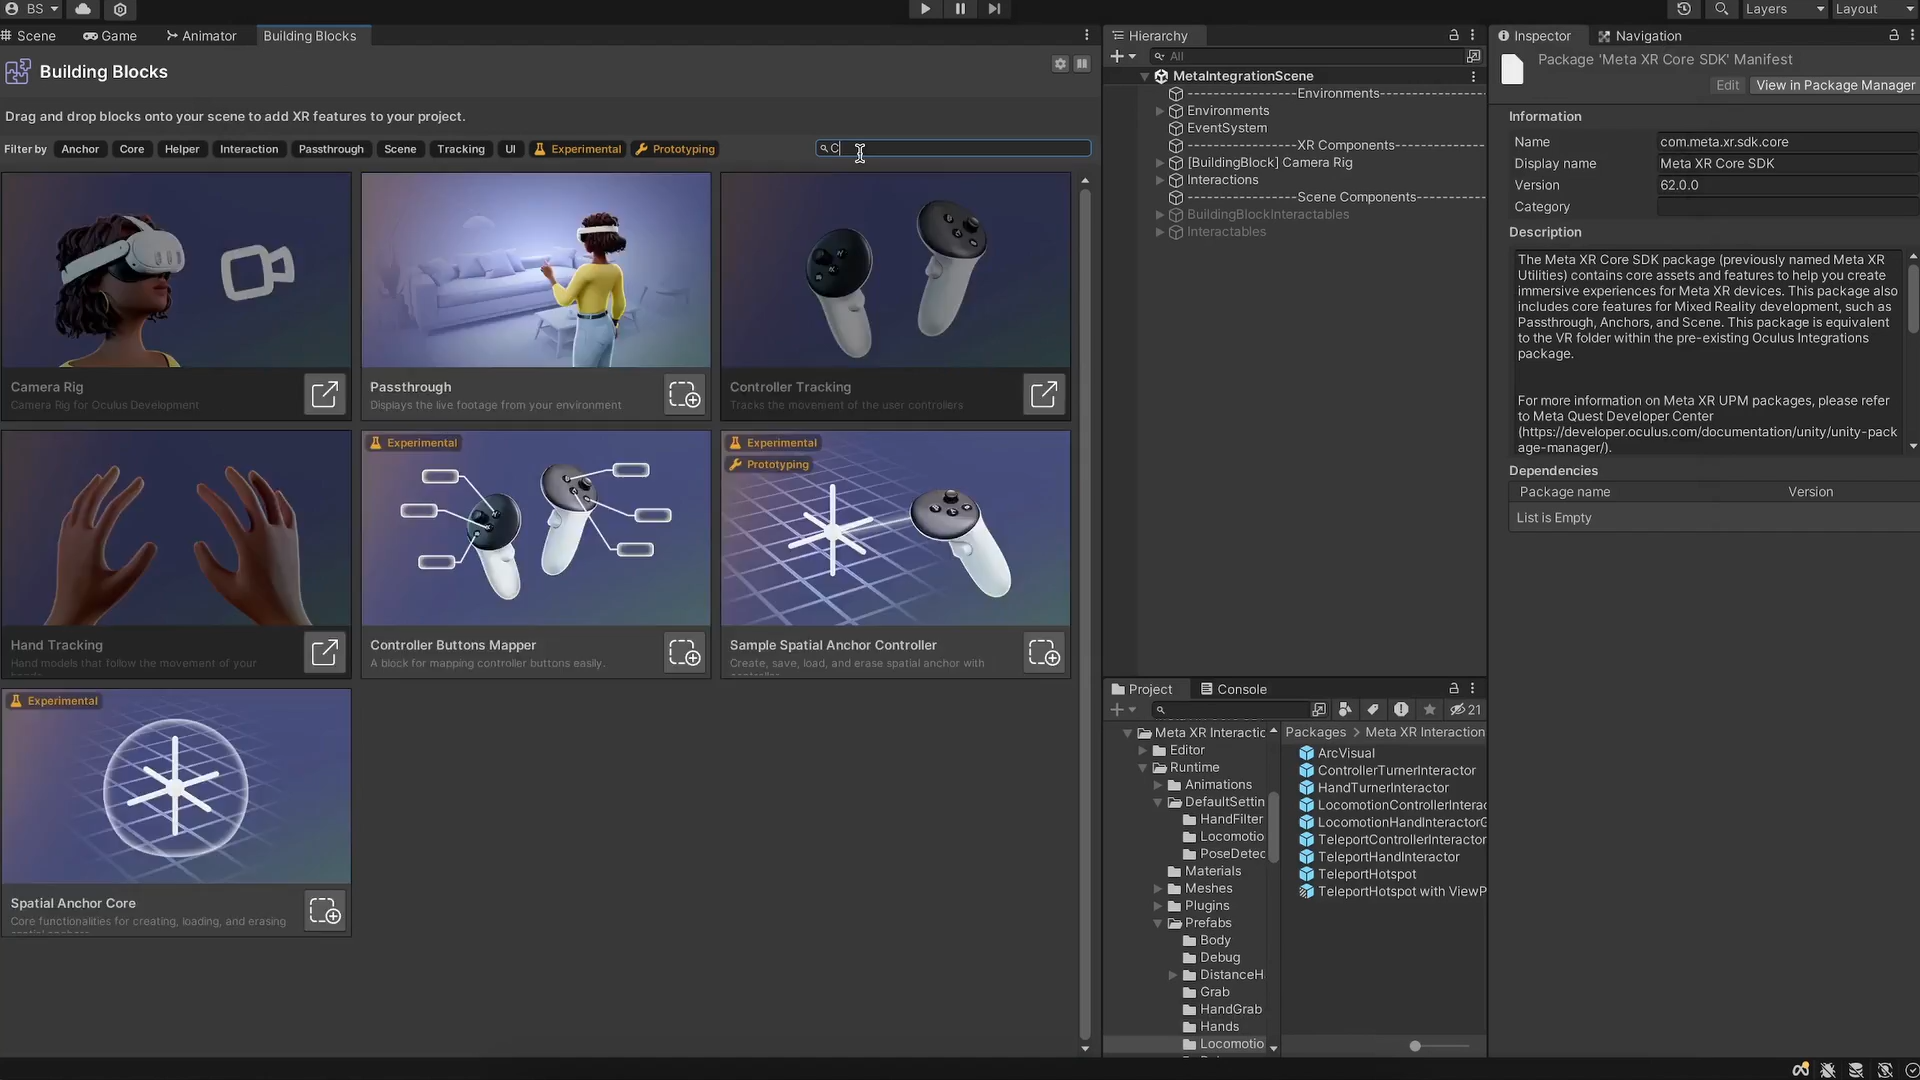 BS
Layers
Layout
Scene
Game
Animator
Building Blocks
Building Blocks
Drag and drop blocks onto your scene to add XR features to your project.
Filter by
Anchor
Core
Helper
Interaction
Passthrough
Scene
Tracking
UI
Experimental
Prototyping
C
Camera Rig
Camera Rig for Oculus Development
Passthrough
Displays the live footage from your environment
Controller Tracking
Tracks the movement of the user controllers
Hand Tracking
Hand models that follow the movement of your
Experimental
Controller Buttons Mapper
A block for mapping controller buttons easily.
Experimental
Prototyping
Sample Spatial Anchor Controller
Create, save, load, and erase spatial anchor with
Experimental
Spatial Anchor Core
Core functionalities for creating, loading, and erasing
Hierarchy
All
MetaIntegrationScene
----------------Environments----------------
Environments
EventSystem
----------------XR Components--------------
[BuildingBlock] Camera Rig
Interactions
----------------Scene Components---------
BuildingBlockInteractables
Interactables
Project
Console
21
Meta XR Interactic
Editor
Runtime
Animations
DefaultSettin
HandFilter
Locomotio
PoseDetec
Materials
Meshes
Plugins
Prefabs
Body
Debug
DistanceH
Grab
HandGrab
Hands
Locomotio
Packages > Meta XR Interaction
ArcVisual
ControllerTurnerInteractor
HandTurnerInteractor
LocomotionControllerInterac
LocomotionHandInteractorG
TeleportControllerInteractor
TeleportHandInteractor
TeleportHotspot
TeleportHotspot with ViewP
Inspector
Navigation
Package 'Meta XR Core SDK' Manifest
Edit
View in Package Manager
Information
Name com.meta.xr.sdk.core
Display name Meta XR Core SDK
Version 62.0.0
Category
Description
The Meta XR Core SDK package (previously named Meta XR
Utilities) contains core assets and features to help you create
immersive experiences for Meta XR devices. This package also
includes core features for Mixed Reality development, such as
Passthrough, Anchors, and Scene. This package is equivalent
to the VR folder within the pre-existing Oculus Integrations
package.
For more information on Meta XR UPM packages, please refer
to Meta Quest Developer Center
(https://developer.oculus.com/documentation/unity/unity-pack
age-manager/).
Dependencies
Package name Version
List is Empty